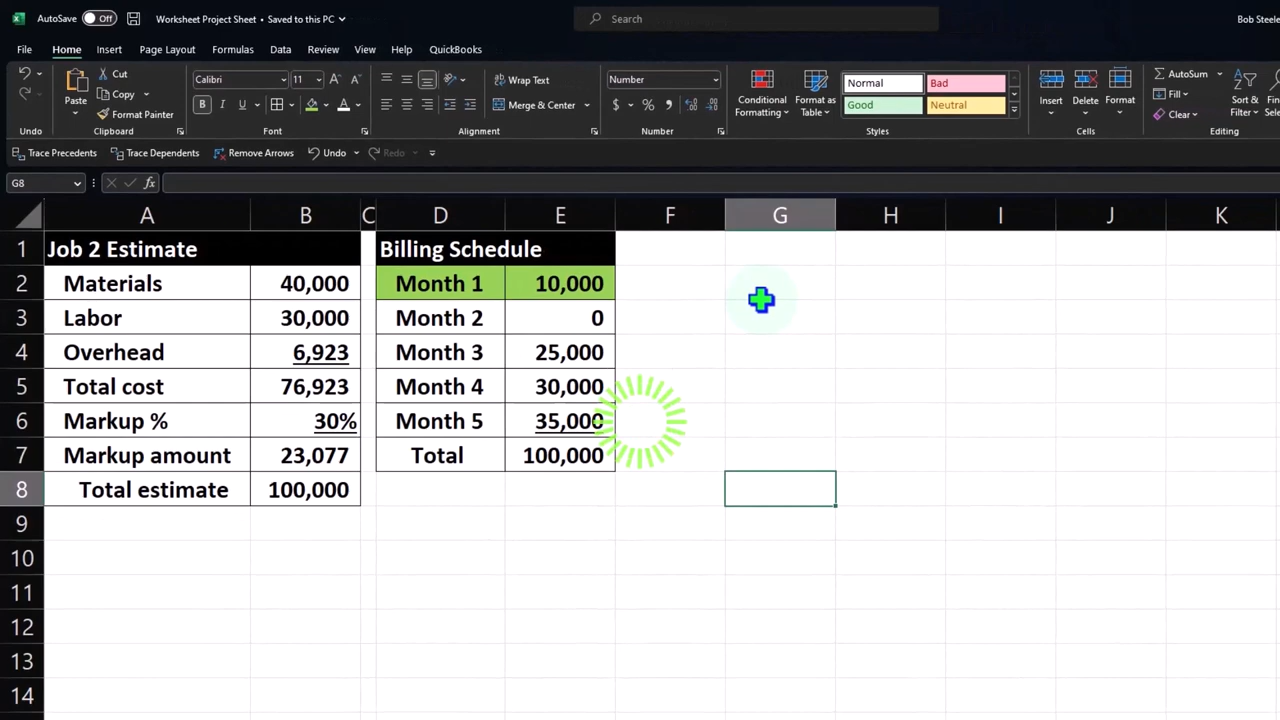 AutoSave Off Worksheet Project Sheet • Saved to this PC Search Bob Steele
File Home Insert Page Layout Formulas Data Review View Help QuickBooks
Cut Calibri 11 Wrap Text Number Normal Bad AutoSum
Paste Copy Merge & Center Conditional Formatting Format as Table Good Neutral Insert Delete Format Fill Sort & Filter
Format Painter Clear
Undo Clipboard Font Alignment Number Styles Cells Editing
Trace Precedents Trace Dependents Remove Arrows Undo Redo
G8
A B C D E F G H I J K
1 Job 2 Estimate Billing Schedule
2 Materials 40,000 Month 1 10,000
3 Labor 30,000 Month 2 0
4 Overhead 6,923 Month 3 25,000
5 Total cost 76,923 Month 4 30,000
6 Markup % 30% Month 5 35,000
7 Markup amount 23,077 Total 100,000
8 Total estimate 100,000
9
10
11
12
13
14